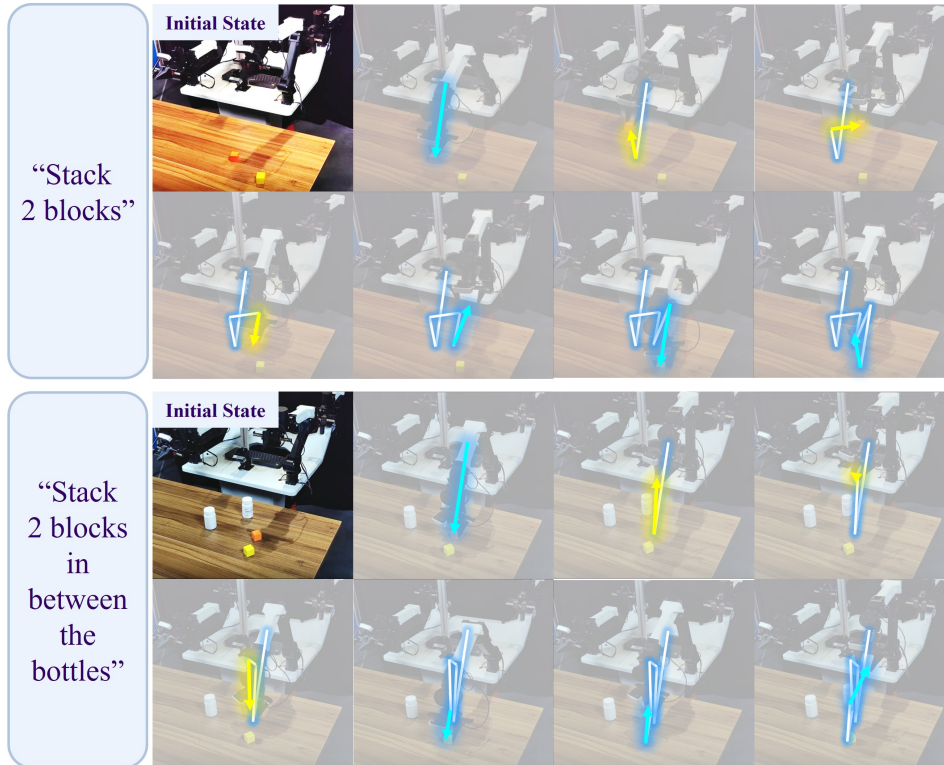 “Stack
2 blocks”
Initial State
“Stack
2 blocks
in
between
the
bottles”
Initial State